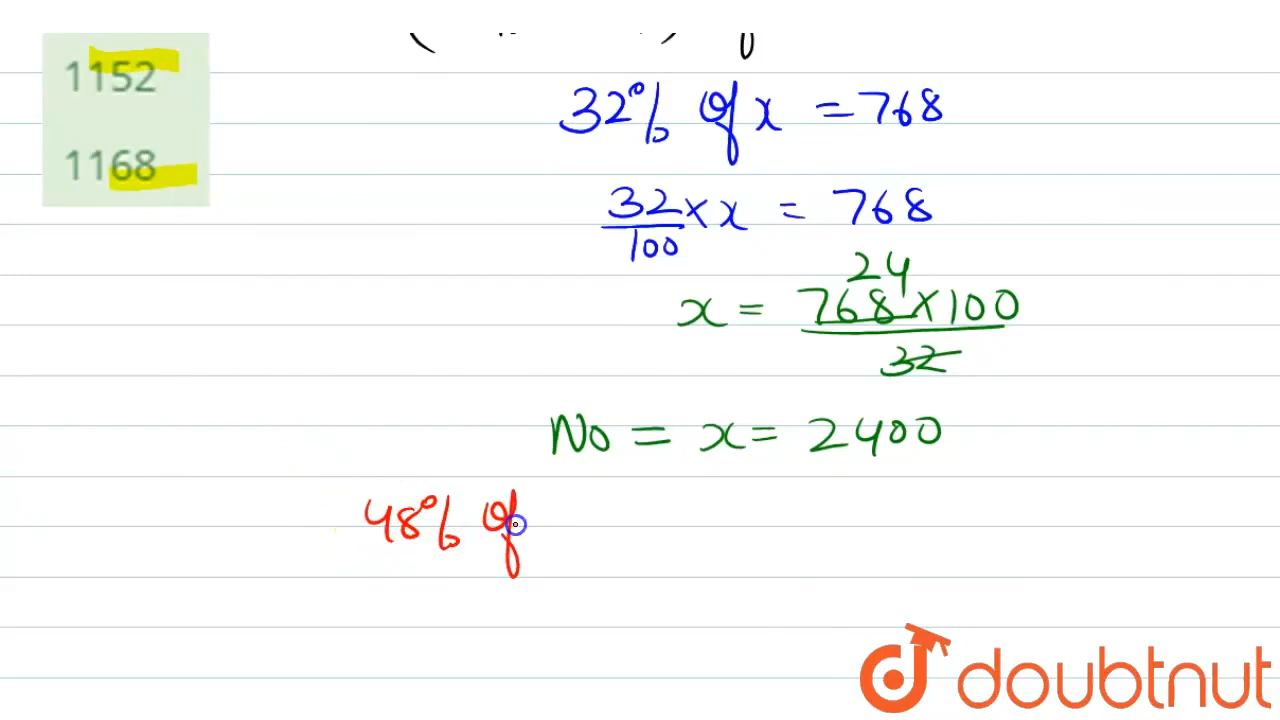 1152
1168
32% of x = 768
32/100 × x = 768
24
x = 768 × 100 / 32
No = x = 2400
48% of
doubtnut